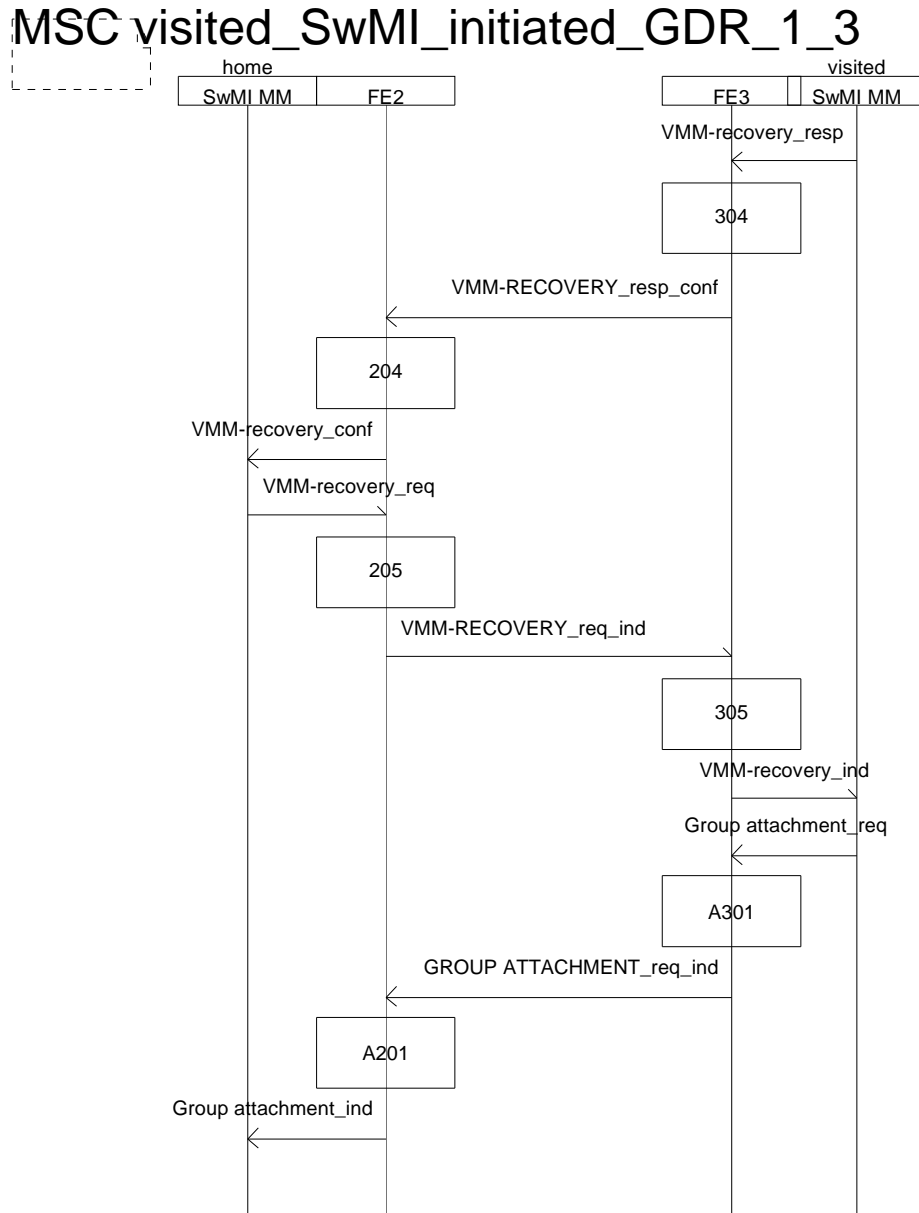 MSC visited_SwMI_initiated_GDR_1_3
home
visited
SwMI MM
FE2
FE3
SwMI MM
VMM-recovery_resp
304
VMM-RECOVERY_resp_conf
204
VMM-recovery_conf
VMM-recovery_req
205
VMM-RECOVERY_req_ind
305
VMM-recovery_ind
Group attachment_req
A301
GROUP ATTACHMENT_req_ind
A201
Group attachment_ind